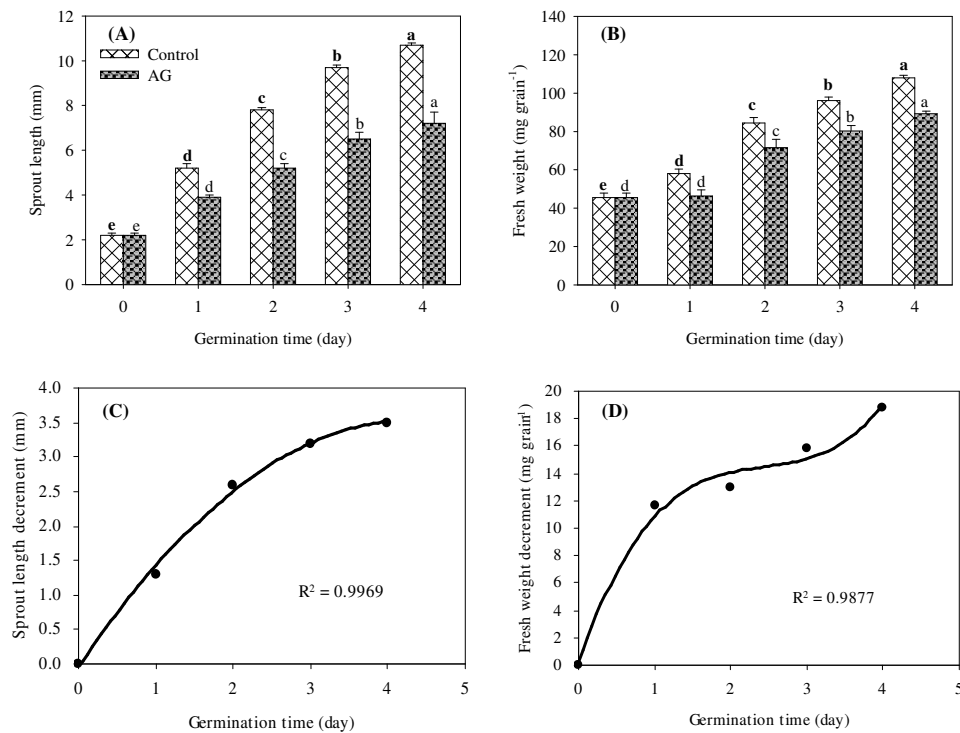 (A)
Control
AG
Sprout length (mm)
12
10
8
6
4
2
0
e
e
d
d
c
c
b
b
a
a
0 1 2 3 4
Germination time (day)
(B)
Fresh weight (mg grain-1)
140
120
100
80
60
40
20
0
e
d
d
d
c
c
b
b
a
a
0 1 2 3 4
Germination time (day)
(C)
Sprout length decrement (mm)
4.0
3.5
3.0
2.5
2.0
1.5
1.0
0.5
0.0
R² = 0.9969
0 1 2 3 4 5
Germination time (day)
(D)
Fresh weight decrement (mg grain1)
20
18
16
14
12
10
8
6
4
2
0
R² = 0.9877
0 1 2 3 4 5
Germination time (day)